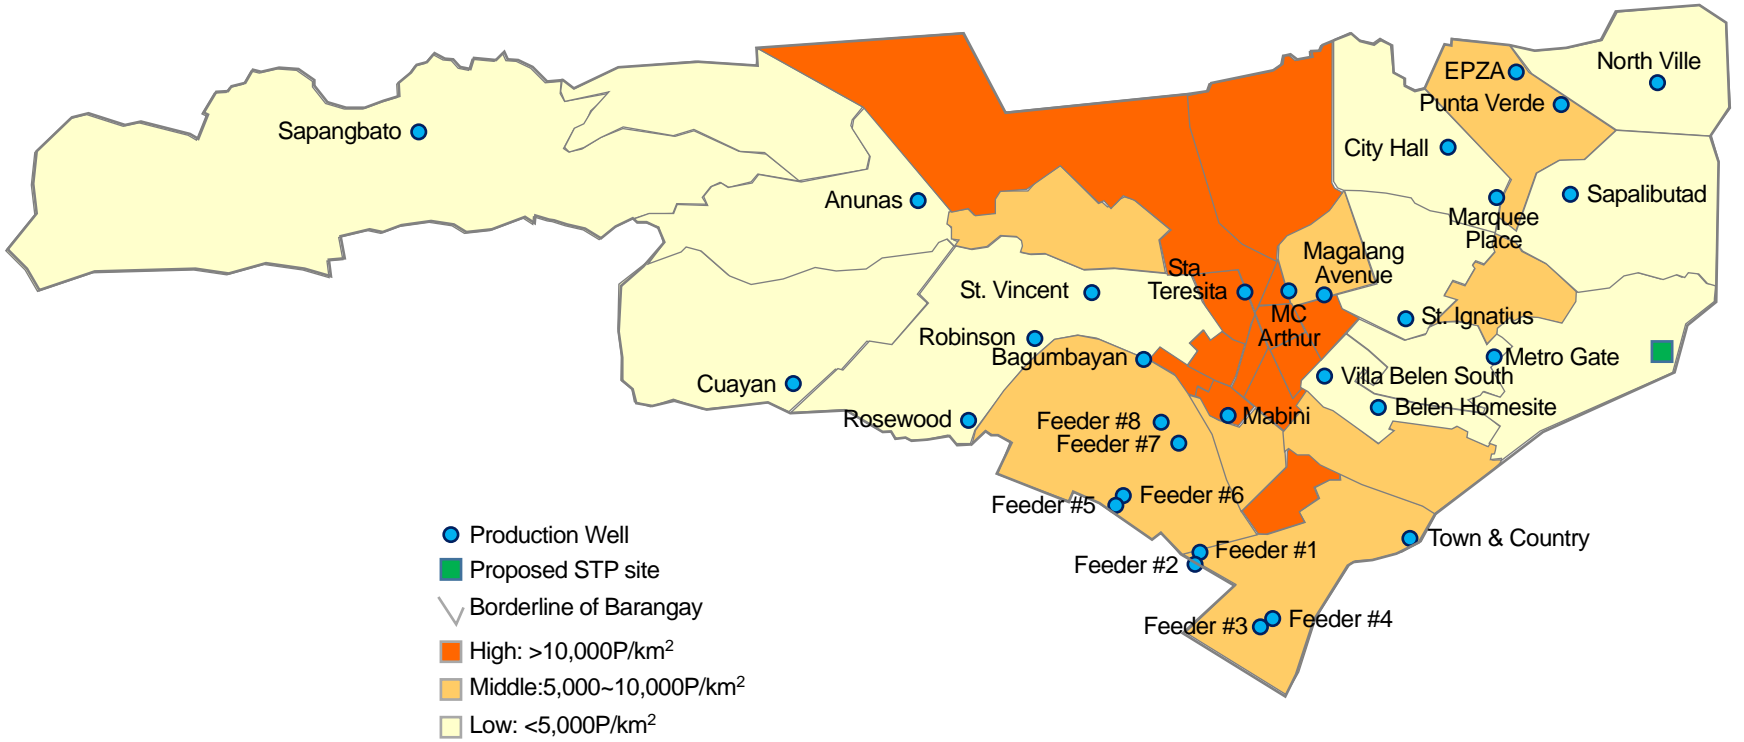 North Ville
EPZA
Punta Verde
Sapangbato
City Hall
Anunas
Sapalibutad
Marquee
Place
Magalang
Avenue
Sta.
Teresita
St. Vincent
MC
Arthur
St. Ignatius
Robinson
Bagumbayan
Metro Gate
Cuayan
Villa Belen South
Belen Homesite
Rosewood
Feeder #8
Mabini
Feeder #7
Feeder #6
Feeder #5
Production Well
Town & Country
Feeder #1
Feeder #2
Proposed STP site
Borderline of Barangay
Feeder #4
Feeder #3
High: >10,000P/km²
Middle:5,000~10,000P/km²
Low: <5,000P/km²